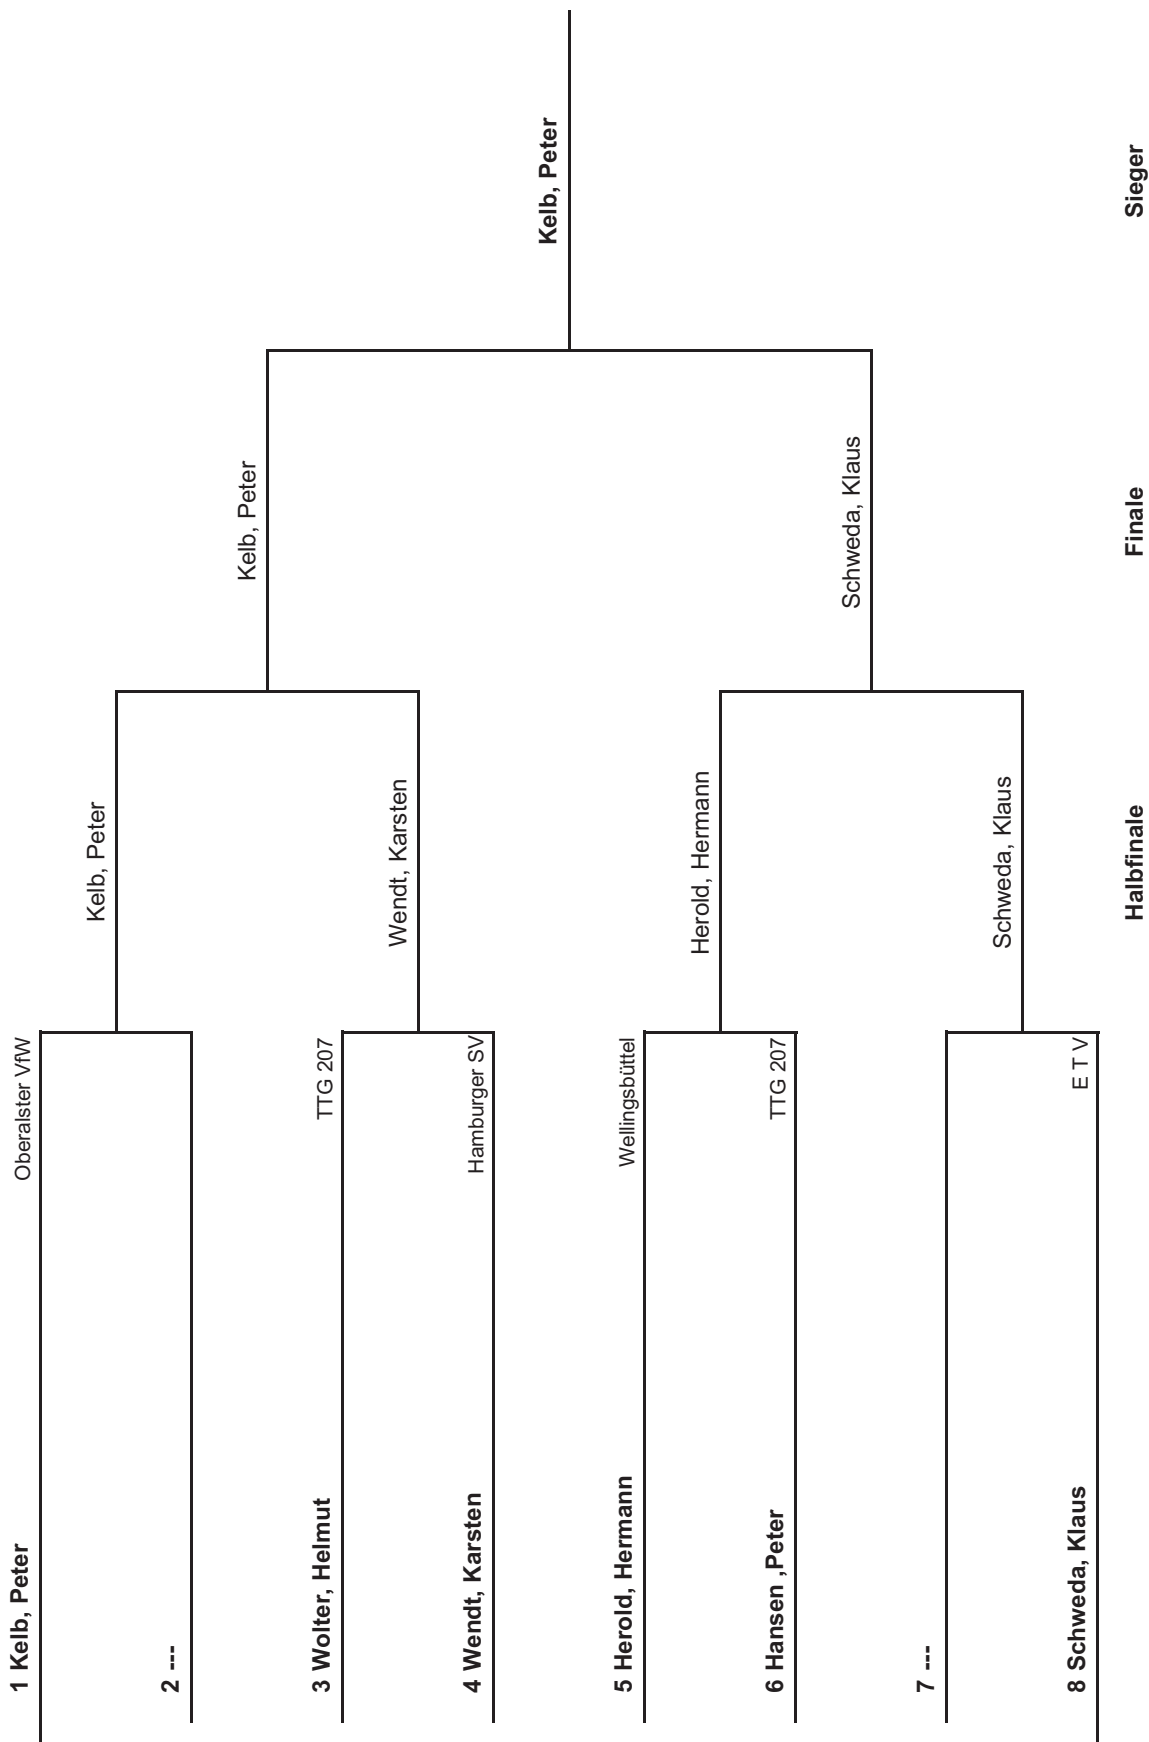 1 Kelb, Peter
Oberalster VfW
2 ---
3 Wolter, Helmut
TTG 207
4 Wendt, Karsten
Hamburger SV
5 Herold, Hermann
Wellingsbüttel
6 Hansen ,Peter
TTG 207
7 ---
8 Schweda, Klaus
E T V
Kelb, Peter
Wendt, Karsten
Herold, Hermann
Schweda, Klaus
Halbfinale
Kelb, Peter
Schweda, Klaus
Finale
Kelb, Peter
Sieger